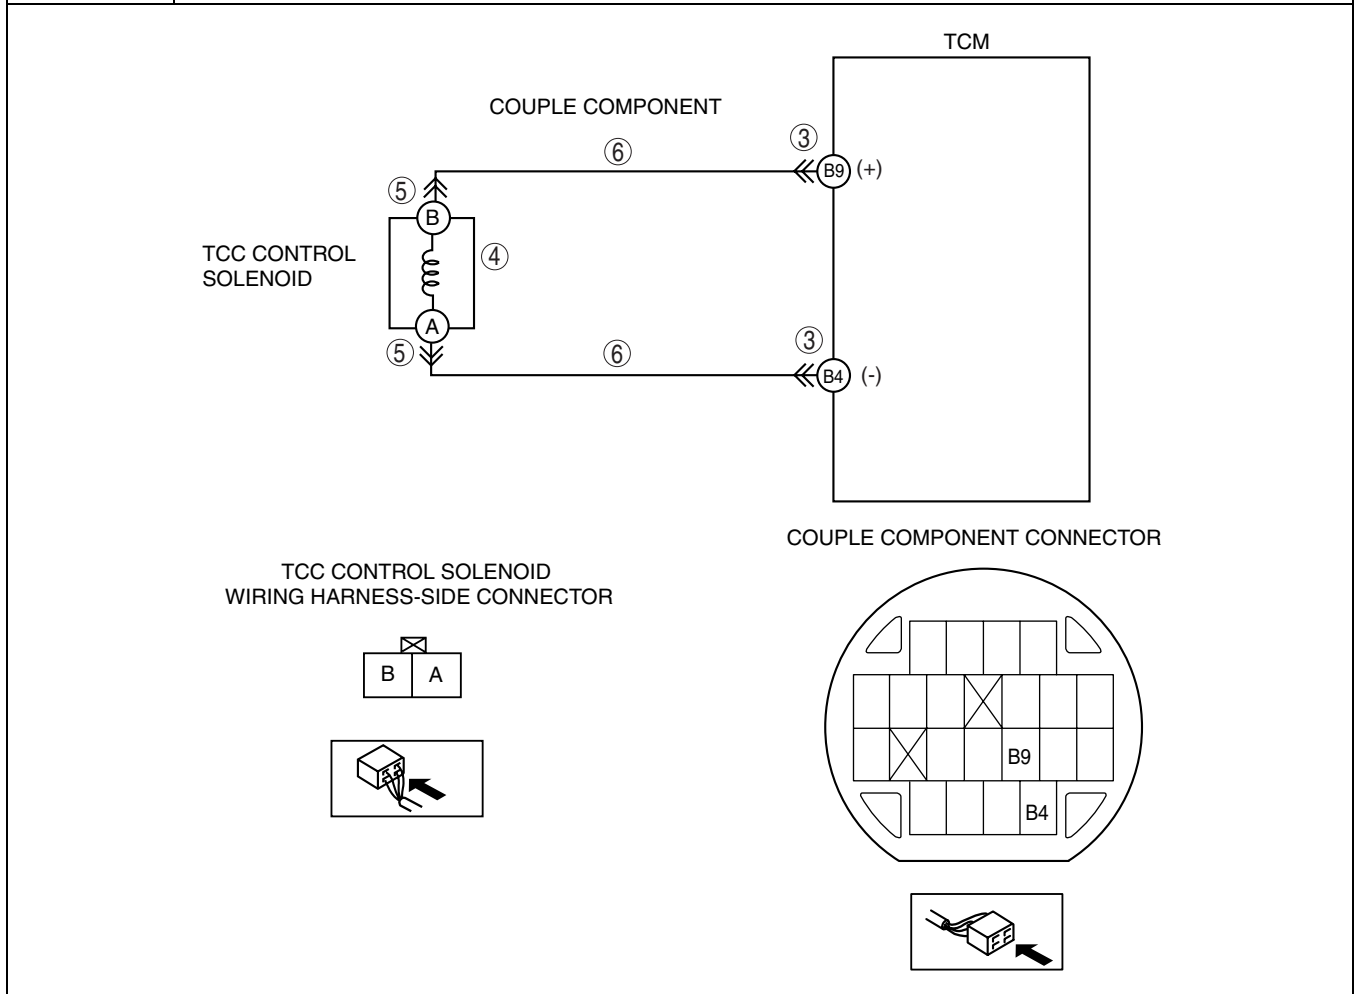 TCM
COUPLE COMPONENT
③
⑥
B9 (+)
⑤
B
TCC CONTROL
SOLENOID
④
A
③
⑤
⑥
B4 (-)
COUPLE COMPONENT CONNECTOR
TCC CONTROL SOLENOID
WIRING HARNESS-SIDE CONNECTOR
B A
B9
B4